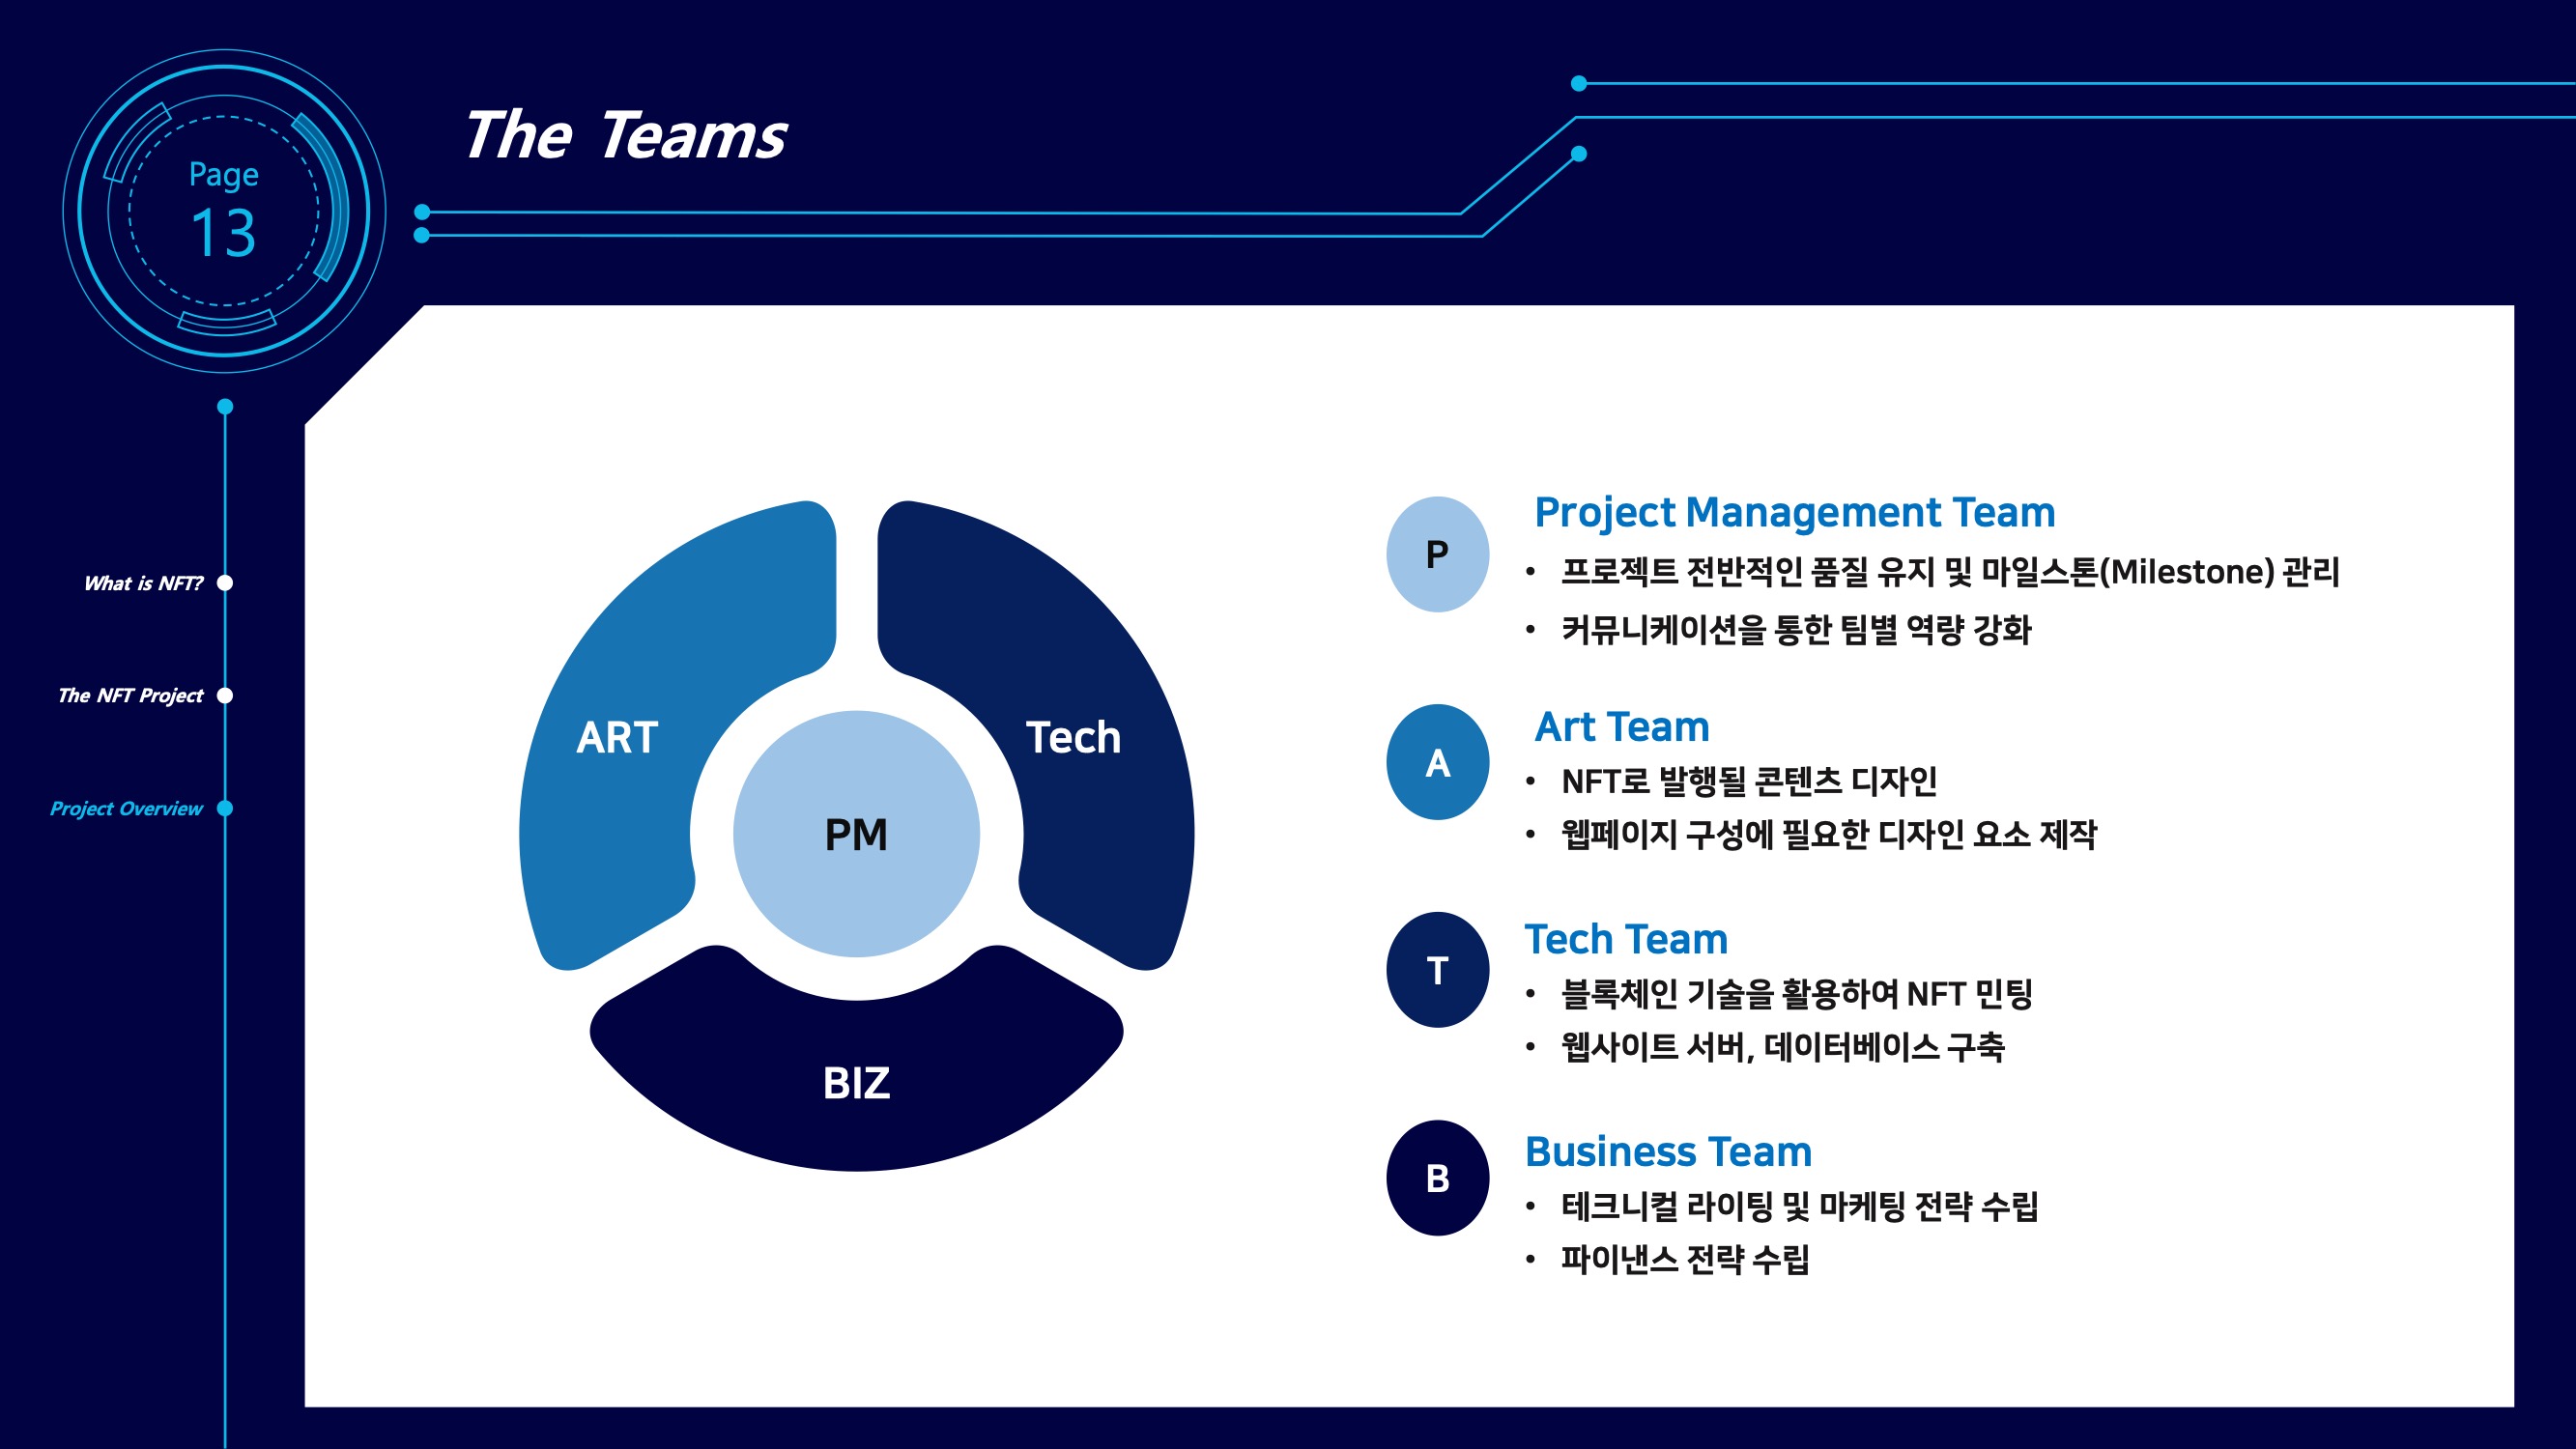 Page
13
The Teams
What is NFT?
The NFT Project
Project Overview
ART
Tech
PM
BIZ
P
Project Management Team
• 프로젝트 전반적인 품질 유지 및 마일스톤(Milestone) 관리
• 커뮤니케이션을 통한 팀별 역량 강화
A
Art Team
• NFT로 발행될 콘텐츠 디자인
• 웹페이지 구성에 필요한 디자인 요소 제작
T
Tech Team
• 블록체인 기술을 활용하여 NFT 민팅
• 웹사이트 서버, 데이터베이스 구축
B
Business Team
• 테크니컬 라이팅 및 마케팅 전략 수립
• 파이낸스 전략 수립